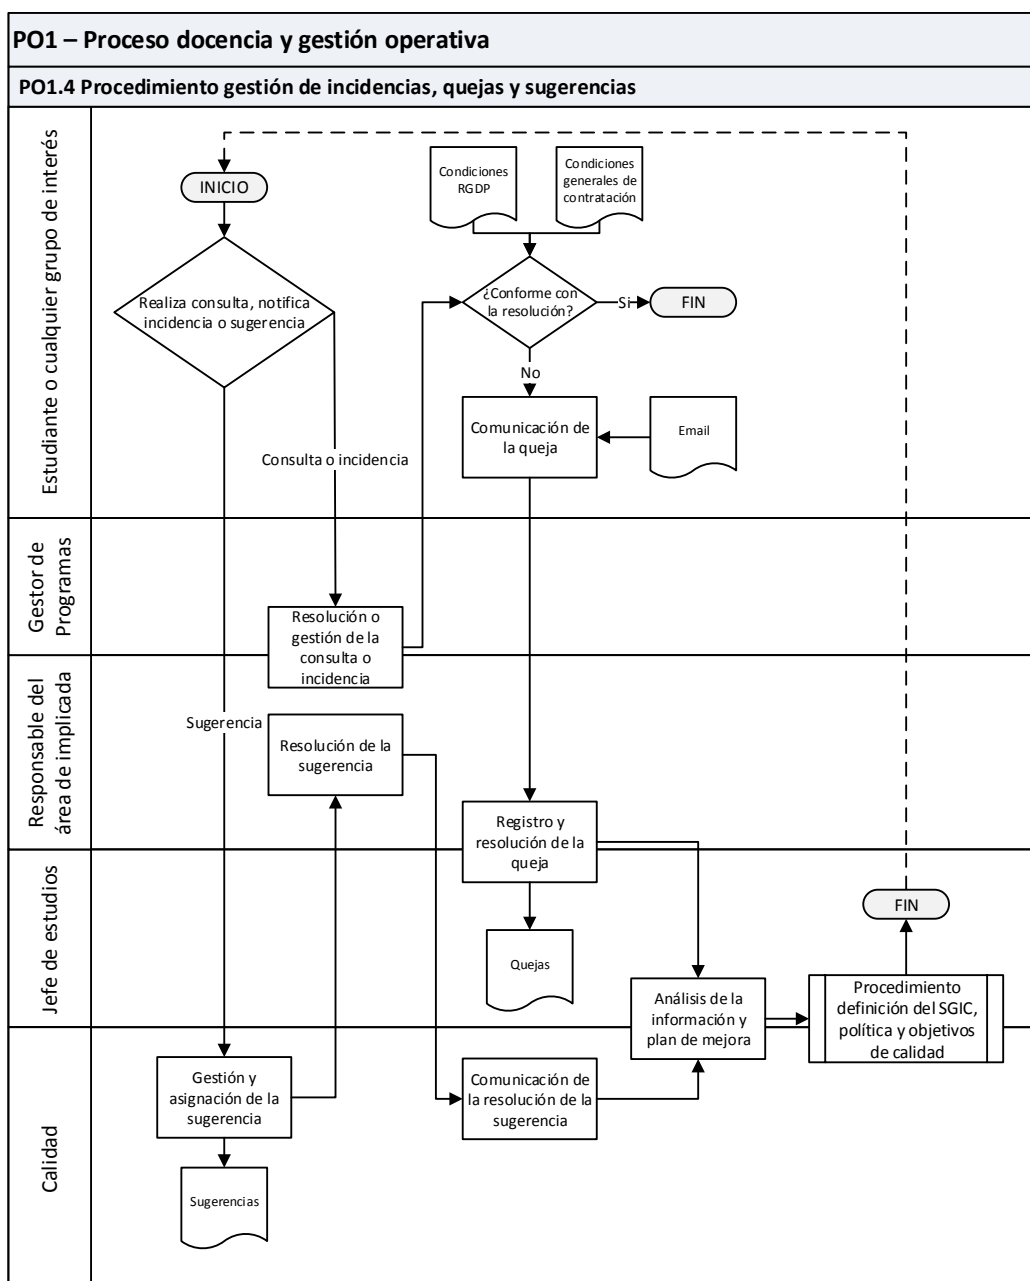 PO1 – Proceso docencia y gestión operativa
PO1.4 Procedimiento gestión de incidencias, quejas y sugerencias
Estudiante o cualquier grupo de interés
INICIO
Realiza consulta, notifica
incidencia o sugerencia
Condiciones
RGDP
Condiciones
generales de
contratación
¿Conforme con
la resolución?
Si
FIN
No
Comunicación de
la queja
Email
Consulta o incidencia
Gestor de
Programas
Resolución o
gestión de la
consulta o
incidencia
Responsable del
área de implicada
Sugerencia
Resolución de la
sugerencia
Registro y
resolución de la
queja
Jefe de estudios
Quejas
FIN
Análisis de la
información y
plan de mejora
Procedimiento
definición del SGIC,
política y objetivos
de calidad
Calidad
Gestión y
asignación de la
sugerencia
Comunicación de
la resolución de la
sugerencia
Sugerencias